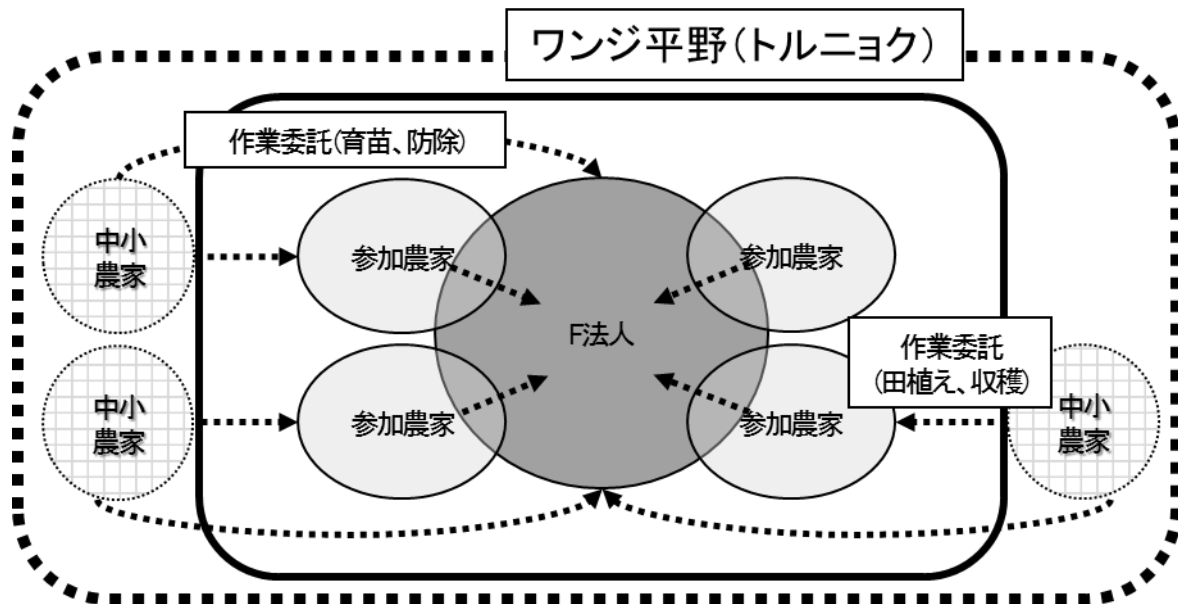 ワンジ平野(トルニョク)
作業委託(育苗、防除)
中小
農家
参加農家
参加農家
F法人
作業委託
(田植え、収穫)
中小
農家
参加農家
参加農家
中小
農家